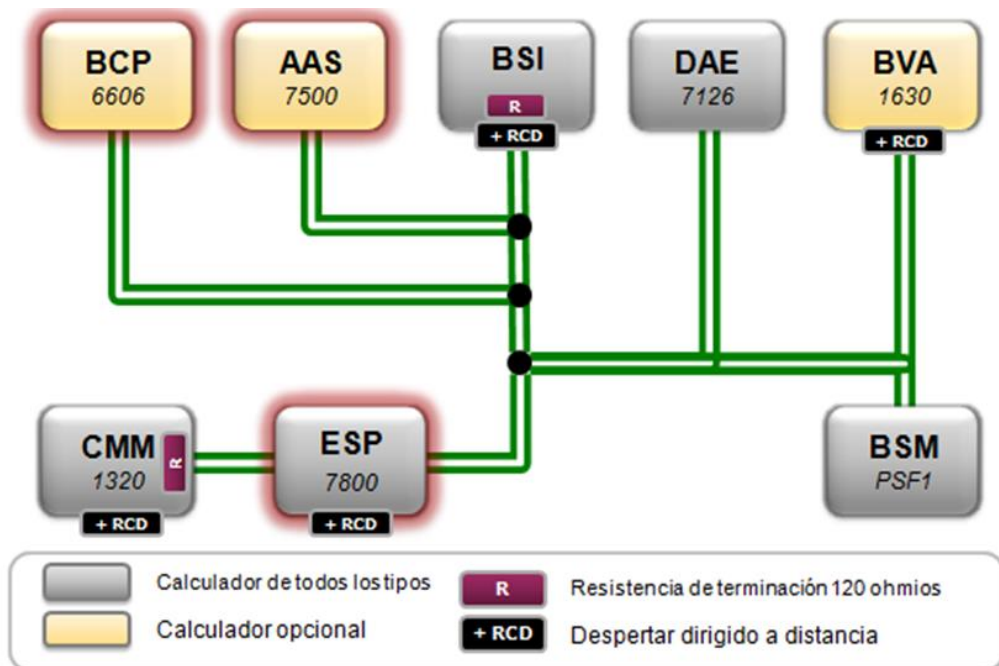 BCP
6606
AAS
7500
BSI
R
+ RCD
DAE
7126
BVA
1630
+ RCD
CMM
1320
R
+ RCD
ESP
7800
+ RCD
BSM
PSF1
Calculador de todos los tipos
R
Resistencia de terminación 120 ohmios
Calculador opcional
+ RCD
Despertar dirigido a distancia